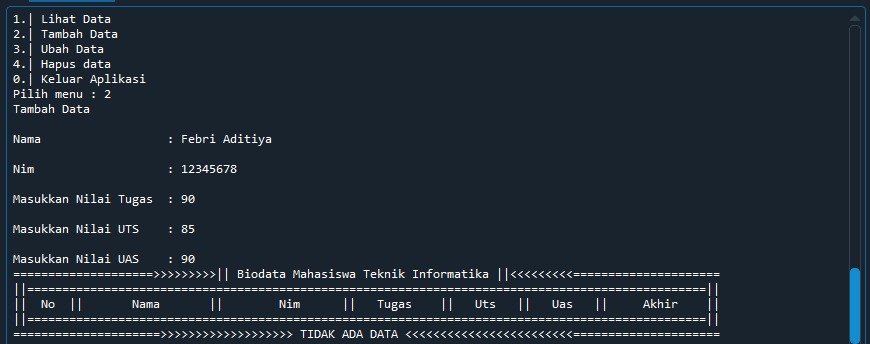 1.| Lihat Data
2.| Tambah Data
3.| Ubah Data
4.| Hapus data
0.| Keluar Aplikasi
Pilih menu : 2
Tambah Data
Nama                  : Febri Aditiya
Nim                   : 12345678
Masukkan Nilai Tugas  : 90
Masukkan Nilai UTS    : 85
Masukkan Nilai UAS    : 90
====================>>>>>>>>>|| Biodata Mahasiswa Teknik Informatika ||<<<<<<<<<=====================
||=================================================================================================||
||  No  ||       Nama       ||        Nim      ||   Tugas   ||   Uts   ||   Uas   ||     Akhir    ||
||=================================================================================================||
=====================>>>>>>>>>>>>>>>>>>> TIDAK ADA DATA <<<<<<<<<<<<<<<<<<<<<<<<=====================